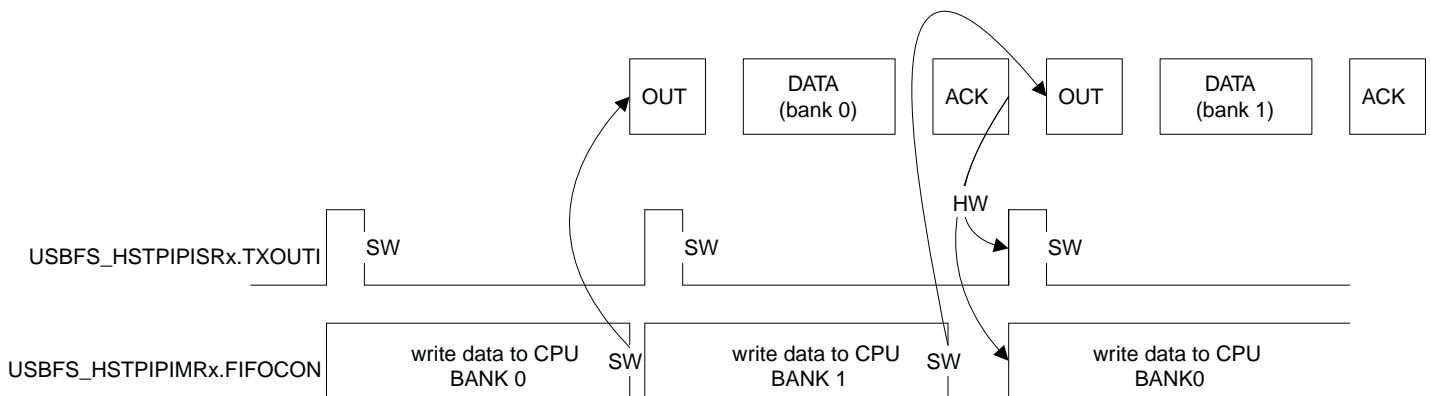 OUT
DATA
(bank 0)
ACK
OUT
DATA
(bank 1)
ACK
HW
USBFS_HSTPIPISRx.TXOUTI
SW
SW
SW
USBFS_HSTPIPIMRx.FIFOCON
write data to CPU
BANK 0
SW
write data to CPU
BANK 1
SW
write data to CPU
BANK0